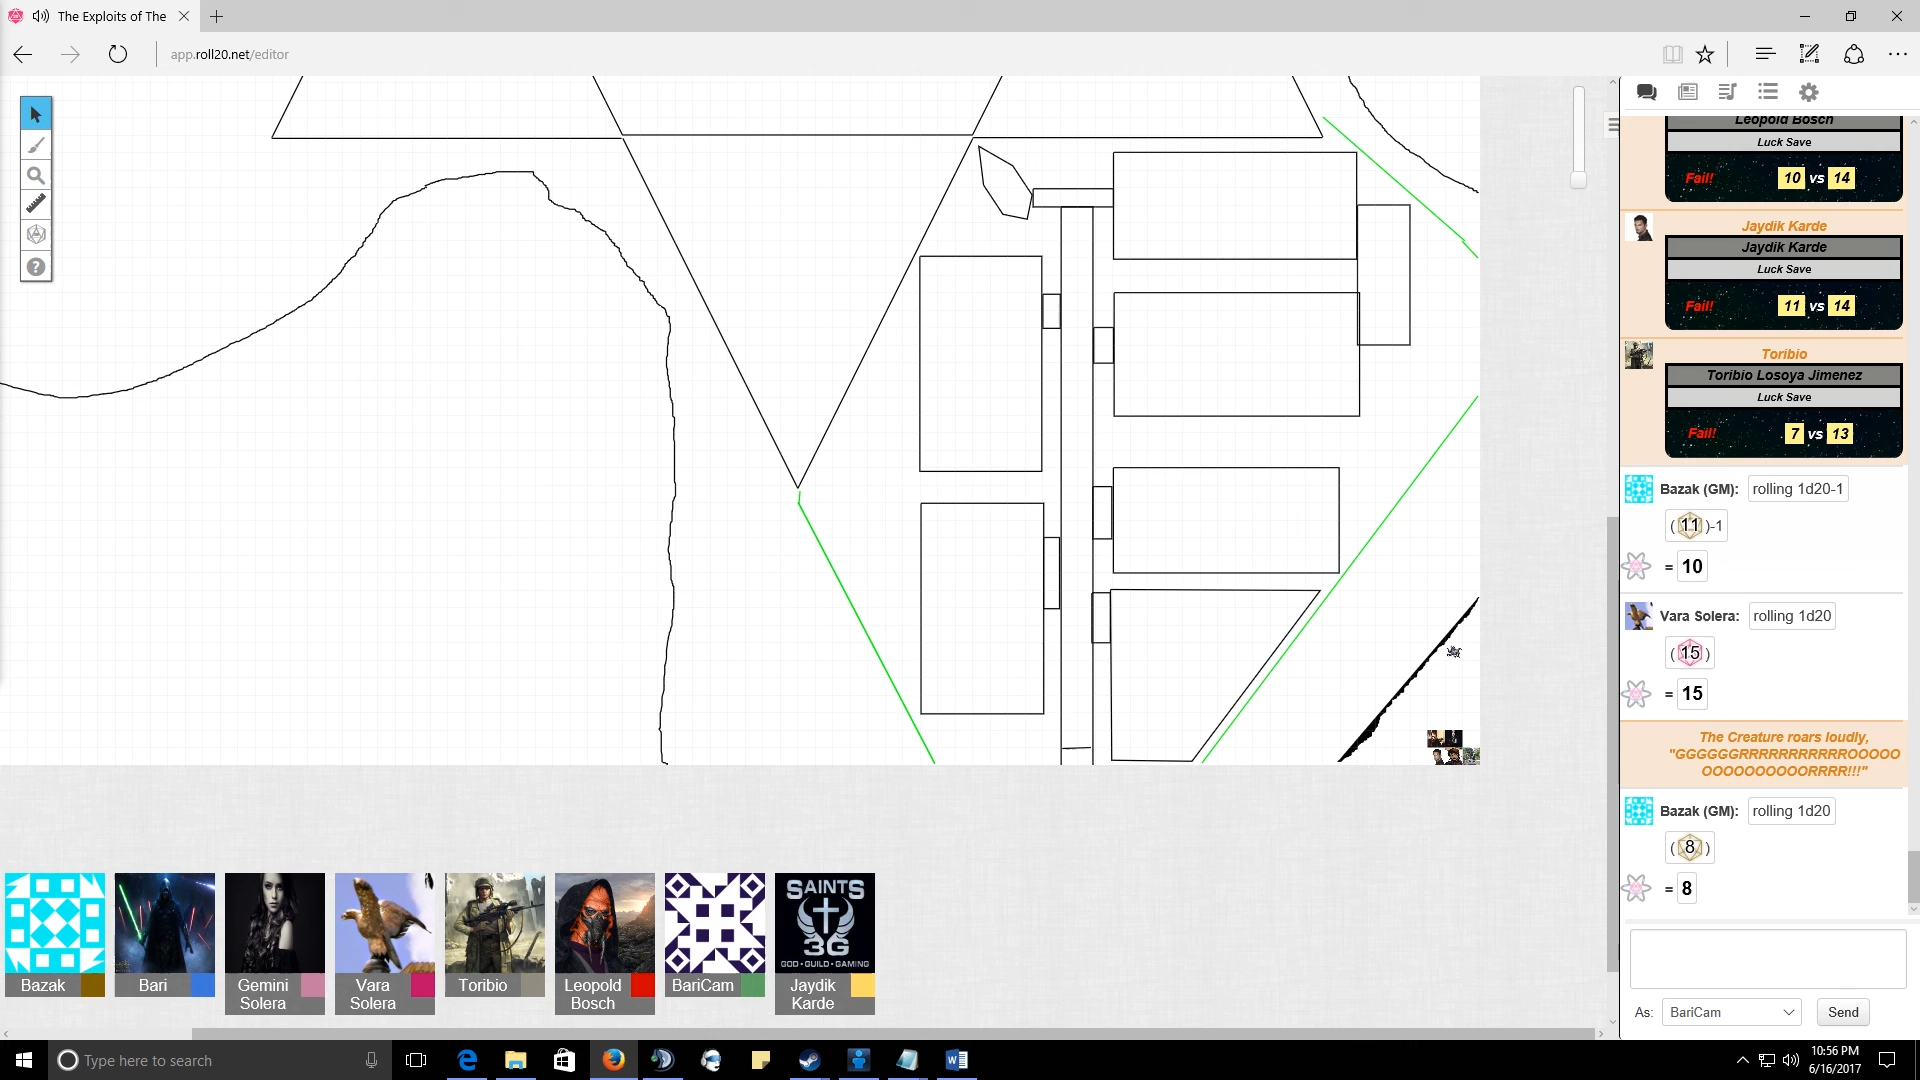 The Exploits of The
app.roll20.net/editor
Leopold Bosch
Luck Save
Fail! 10 vs 14
Jaydik Karde
Jaydik Karde
Luck Save
Fail! 11 vs 14
Toribio
Toribio Losoya Jimenez
Luck Save
Fail! 7 vs 13
Bazak (GM): rolling 1d20-1
(11)-1
= 10
Vara Solera: rolling 1d20
(15)
= 15
The Creature roars loudly,
"GGGGGGRRRRRRRRRRROOOOO
OOOOOOOOOOORRRR!!!"
Bazak (GM): rolling 1d20
(8)
= 8
As: BariCam Send
Bazak
Bari
Gemini
Solera
Vara
Solera
Toribio
Leopold
Bosch
BariCam
SAINTS
3G
GOD · GUILD · GAMING
Jaydik
Karde
Type here to search
10:56 PM
6/16/2017